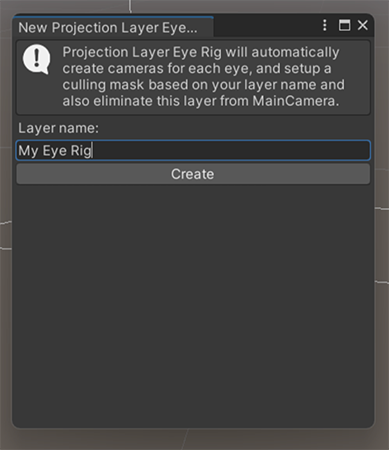 New Projection Layer Eye...
Projection Layer Eye Rig will automatically
create cameras for each eye, and setup a
culling mask based on your layer name and
also eliminate this layer from MainCamera.
Layer name:
My Eye Rig
Create